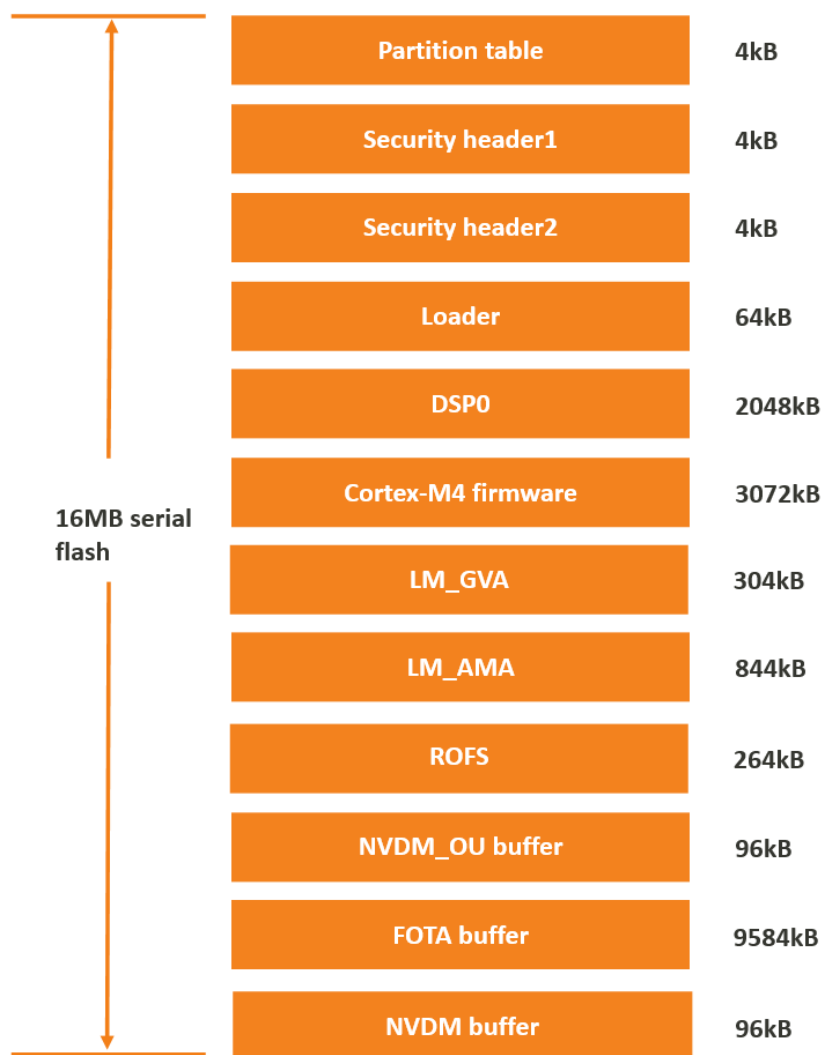 Partition table 4kB
Security header1 4kB
Security header2 4kB
Loader 64kB
DSP0 2048kB
Cortex-M4 firmware 3072kB
16MB serial
flash
LM_GVA 304kB
LM_AMA 844kB
ROFS 264kB
NVDM_OU buffer 96kB
FOTA buffer 9584kB
NVDM buffer 96kB